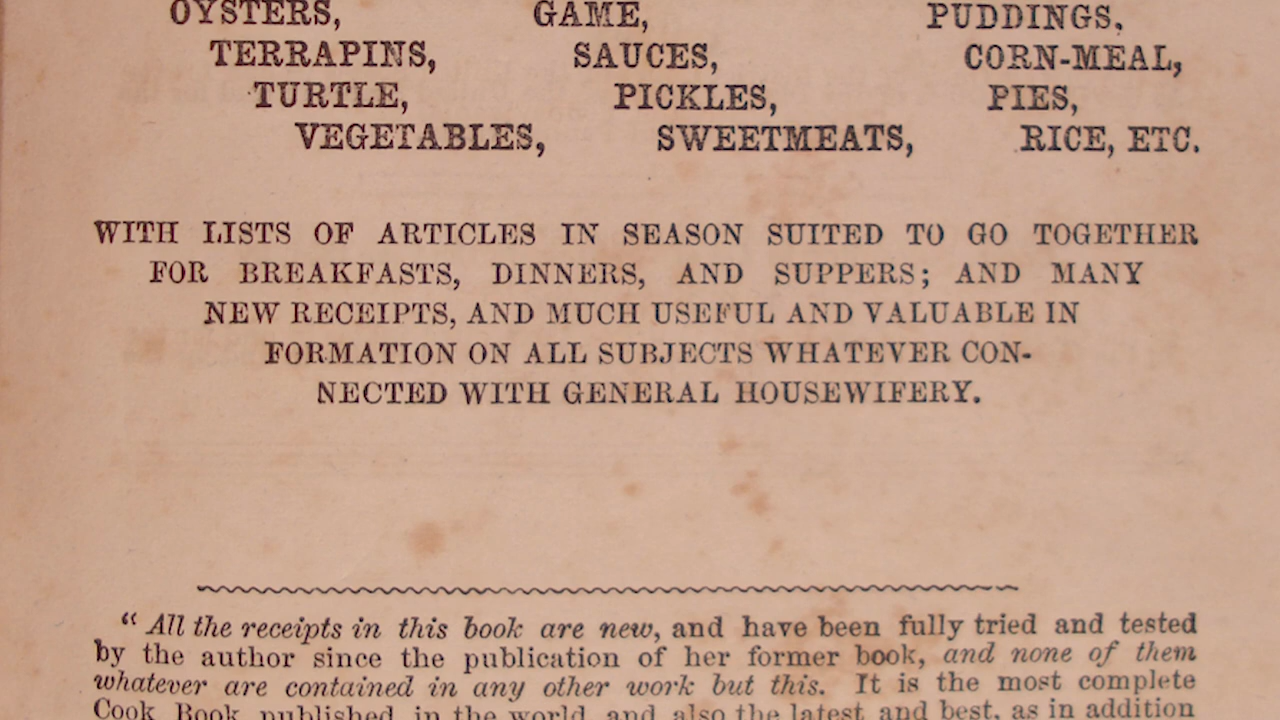 OYSTERS, GAME, PUDDINGS,
TERRAPINS, SAUCES, CORN-MEAL,
TURTLE, PICKLES, PIES,
VEGETABLES, SWEETMEATS, RICE, ETC.
WITH LISTS OF ARTICLES IN SEASON SUITED TO GO TOGETHER
FOR BREAKFASTS, DINNERS, AND SUPPERS; AND MANY
NEW RECEIPTS, AND MUCH USEFUL AND VALUABLE IN
FORMATION ON ALL SUBJECTS WHATEVER CON-
NECTED WITH GENERAL HOUSEWIFERY.
“ All the receipts in this book are new, and have been fully tried and tested
by the author since the publication of her former book, and none of them
whatever are contained in any other work but this. It is the most complete
Cook Book published in the world, and also the latest and best, as in addition